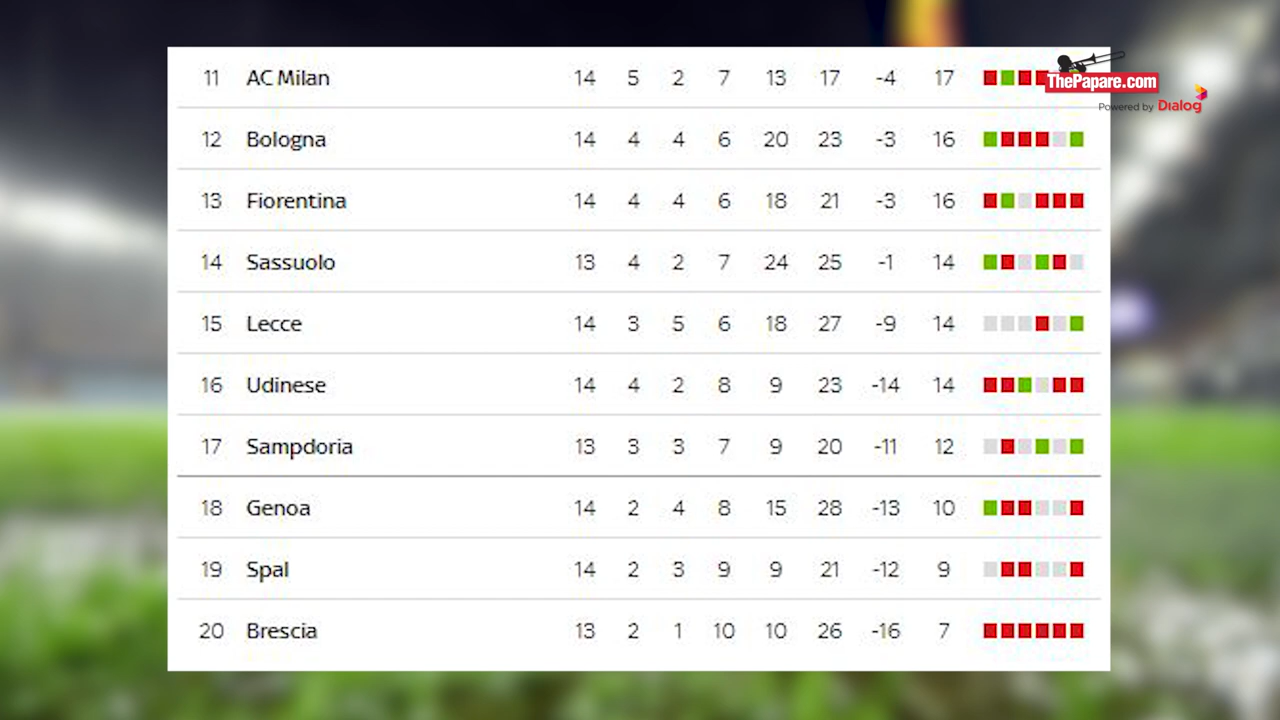 11 AC Milan 14 5 2 7 13 17 -4 17
ThePapare.com
Powered by Dialog
12 Bologna 14 4 4 6 20 23 -3 16
13 Fiorentina 14 4 4 6 18 21 -3 16
14 Sassuolo 13 4 2 7 24 25 -1 14
15 Lecce 14 3 5 6 18 27 -9 14
16 Udinese 14 4 2 8 9 23 -14 14
17 Sampdoria 13 3 3 7 9 20 -11 12
18 Genoa 14 2 4 8 15 28 -13 10
19 Spal 14 2 3 9 9 21 -12 9
20 Brescia 13 2 1 10 10 26 -16 7